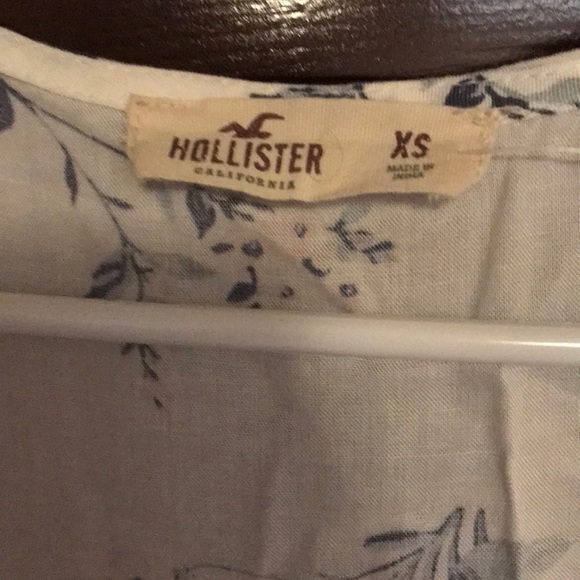 HOLLISTER
CALIFORNIA
XS
MADE IN
INDIA